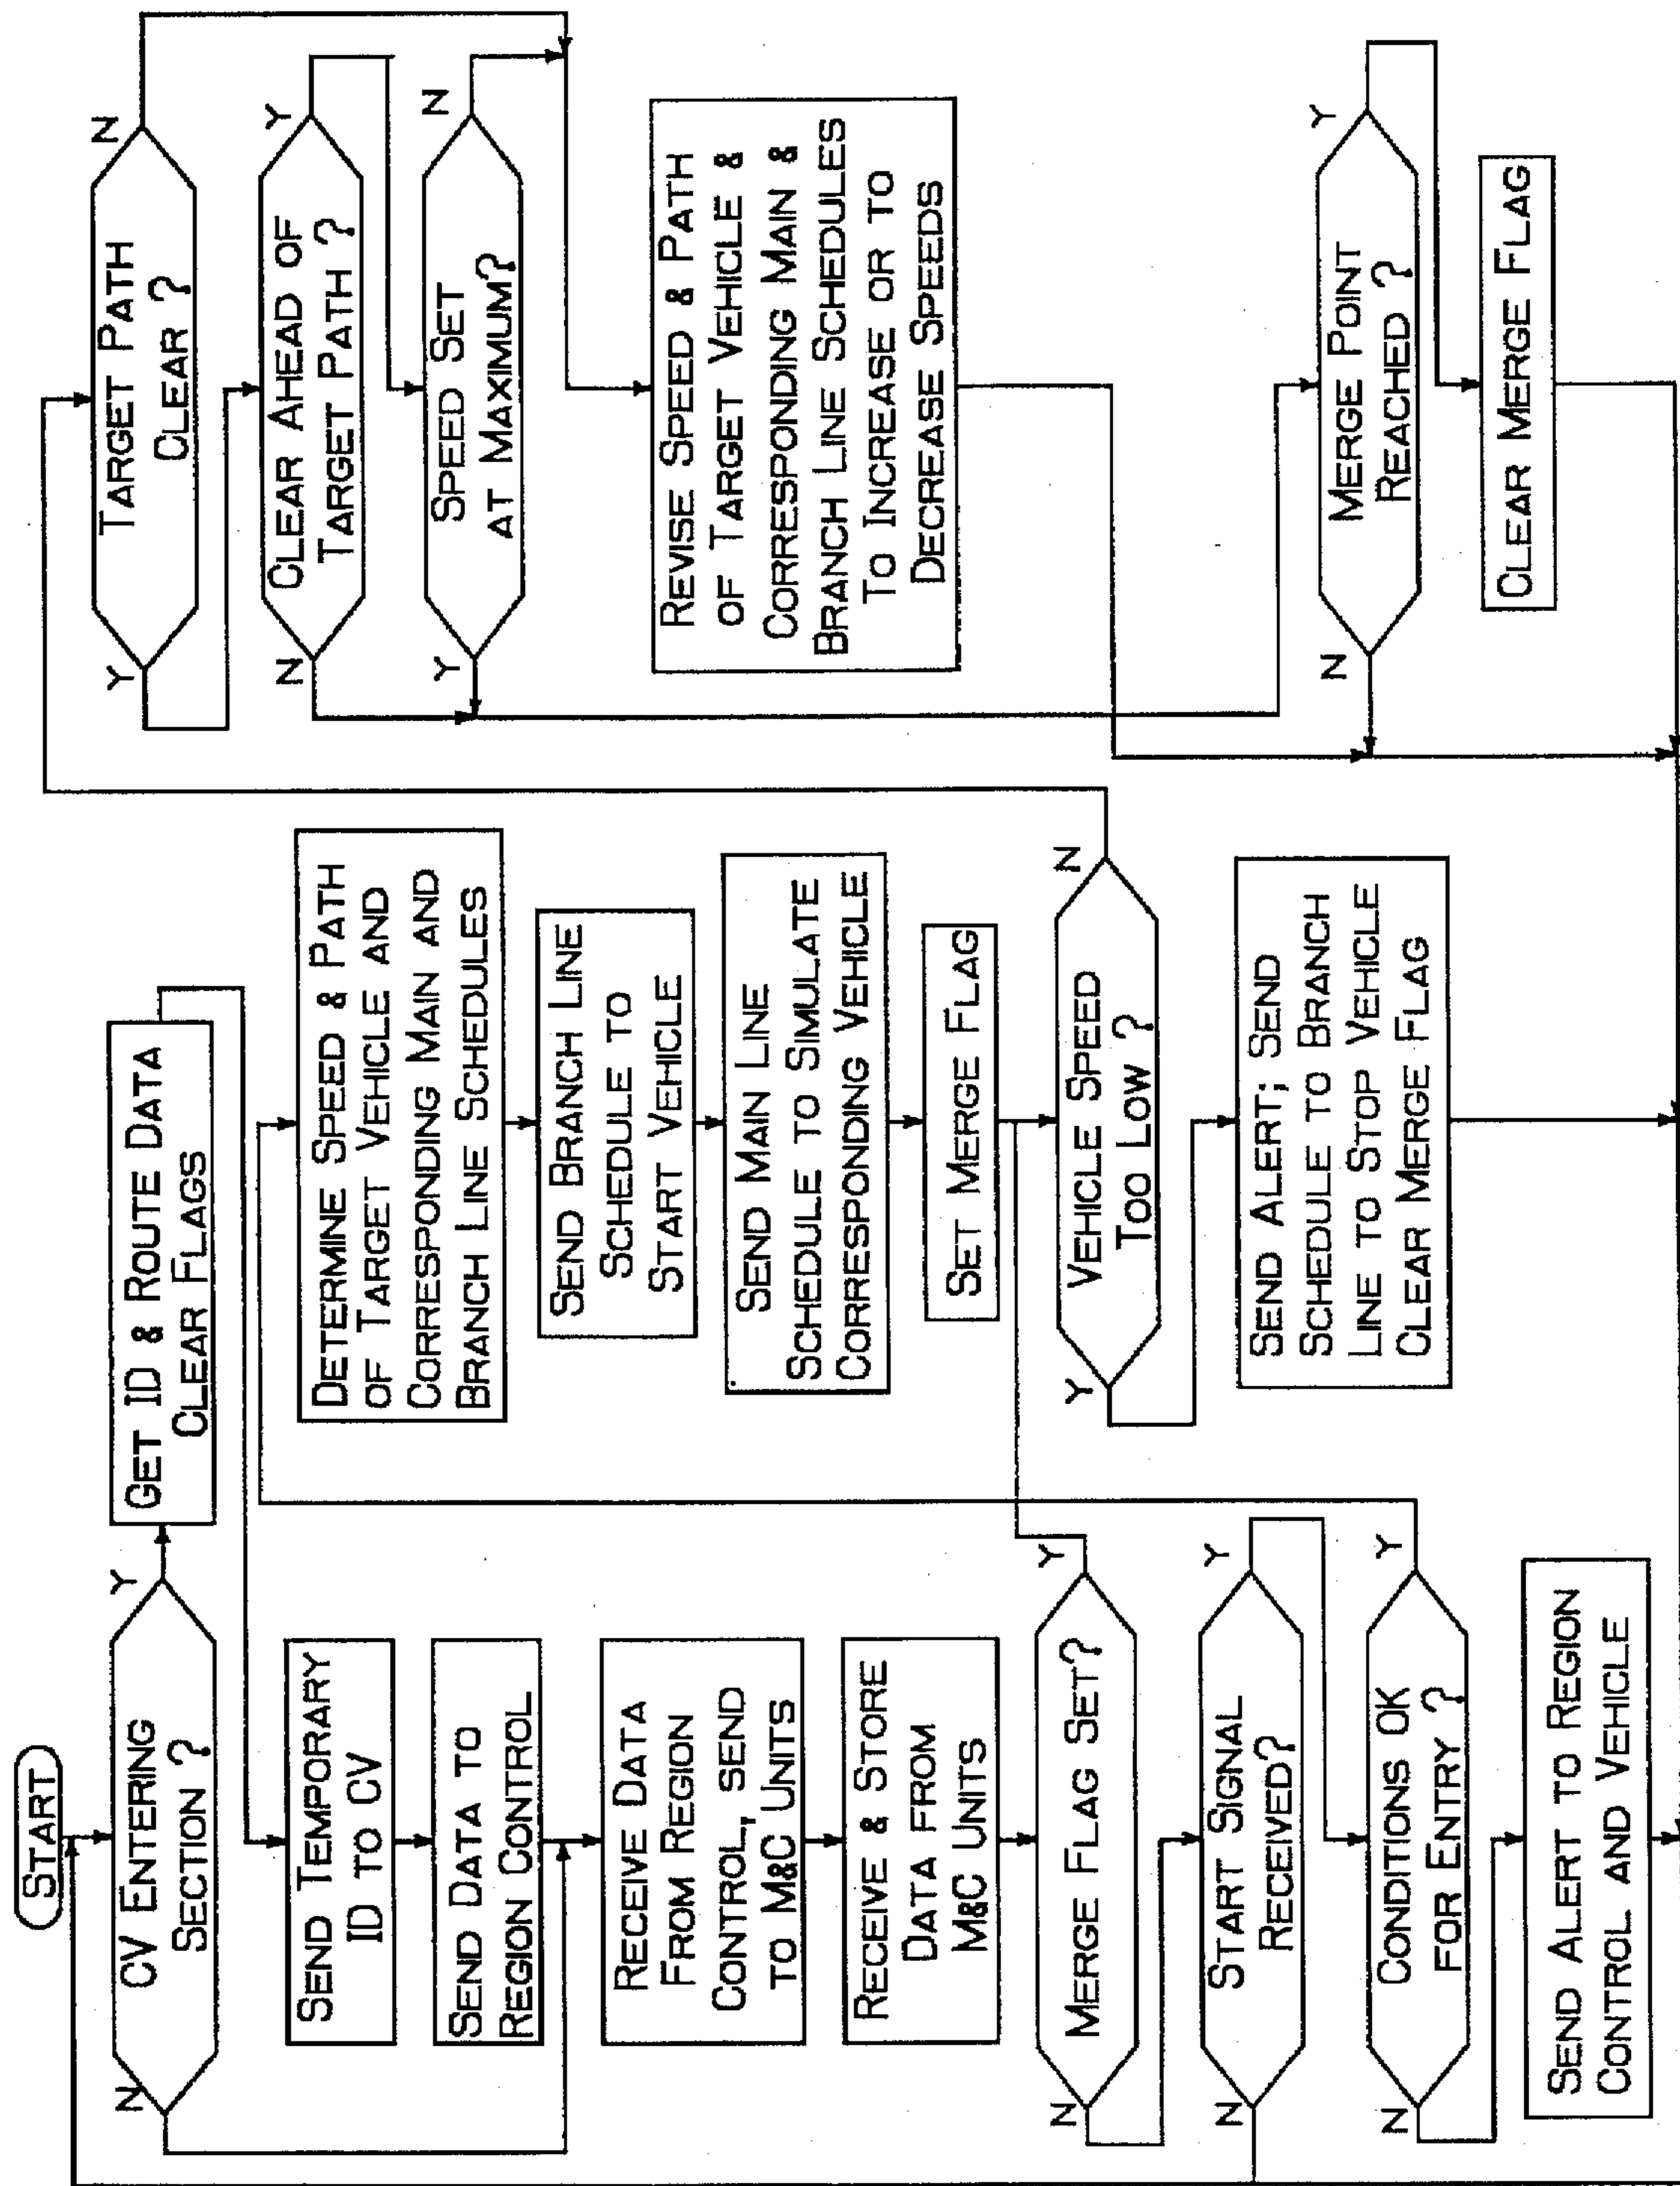 START
CV ENTERING
SECTION ?
N
Y
GET ID & ROUTE DATA
CLEAR FLAGS
SEND TEMPORARY
ID TO CV
SEND DATA TO
REGION CONTROL
RECEIVE DATA
FROM REGION
CONTROL, SEND
TO M&C UNITS
RECEIVE & STORE
DATA FROM
M&C UNITS
MERGE FLAG SET?
N
Y
START SIGNAL
RECEIVED?
N
Y
CONDITIONS OK
FOR ENTRY ?
N
Y
SEND ALERT TO REGION
CONTROL AND VEHICLE
DETERMINE SPEED & PATH
OF TARGET VEHICLE AND
CORRESPONDING MAIN AND
BRANCH LINE SCHEDULES
SEND BRANCH LINE
SCHEDULE TO
START VEHICLE
SEND MAIN LINE
SCHEDULE TO SIMULATE
CORRESPONDING VEHICLE
SET MERGE FLAG
VEHICLE SPEED
TOO LOW ?
Y
N
SEND ALERT; SEND
SCHEDULE TO BRANCH
LINE TO STOP VEHICLE
CLEAR MERGE FLAG
TARGET PATH
CLEAR ?
Y
N
CLEAR AHEAD OF
TARGET PATH ?
N
Y
SPEED SET
AT MAXIMUM?
Y
N
REVISE SPEED & PATH
OF TARGET VEHICLE &
CORRESPONDING MAIN &
BRANCH LINE SCHEDULES
TO INCREASE OR TO
DECREASE SPEEDS
MERGE POINT
REACHED ?
N
Y
CLEAR MERGE FLAG